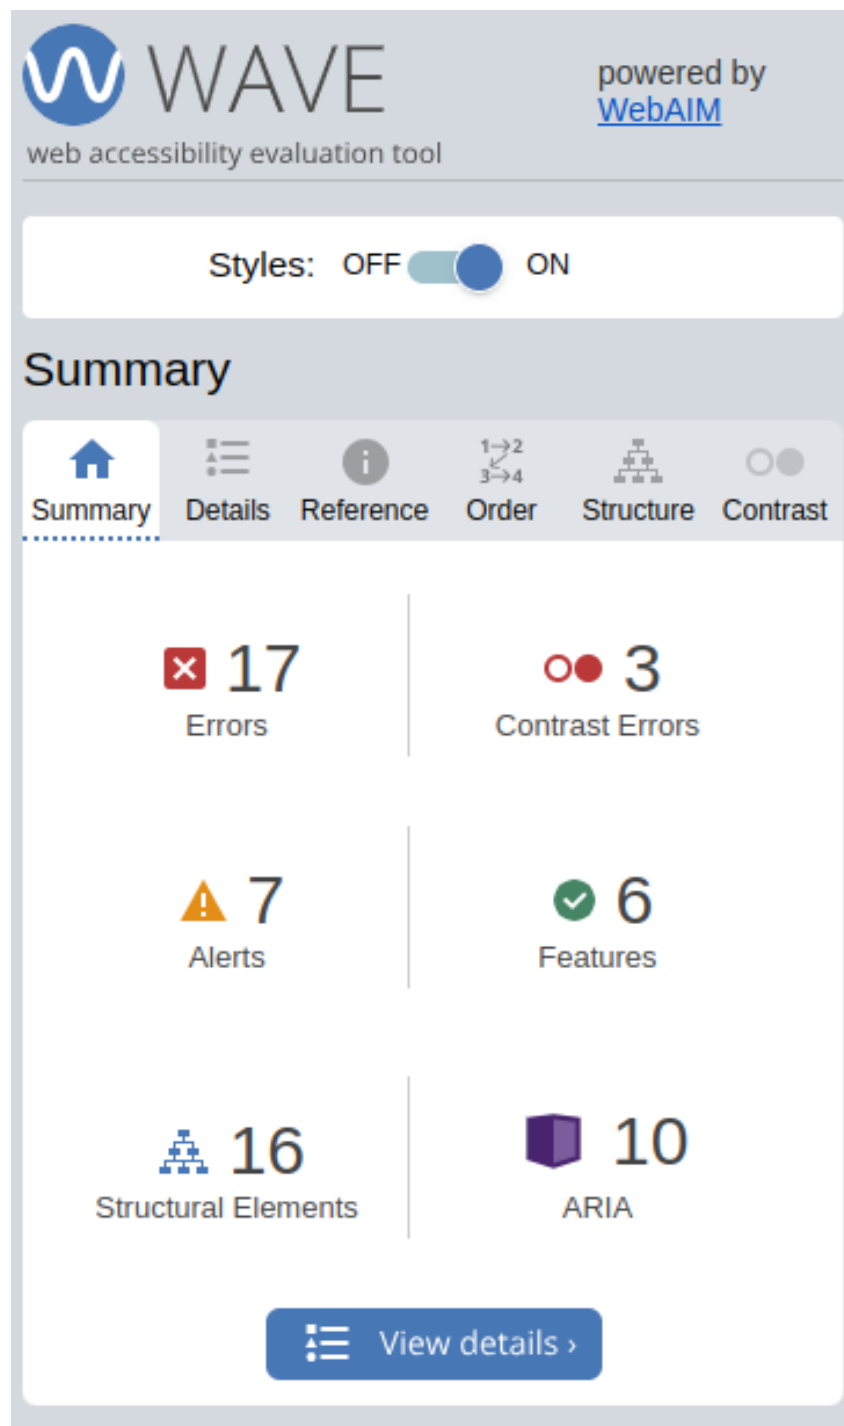 WAVE
powered by
WebAIM
web accessibility evaluation tool
Styles: OFF ON
Summary
1→2
3→4
Summary Details Reference Order Structure Contrast
17 3
Errors Contrast Errors
7 6
Alerts Features
16 10
Structural Elements ARIA
View details ›